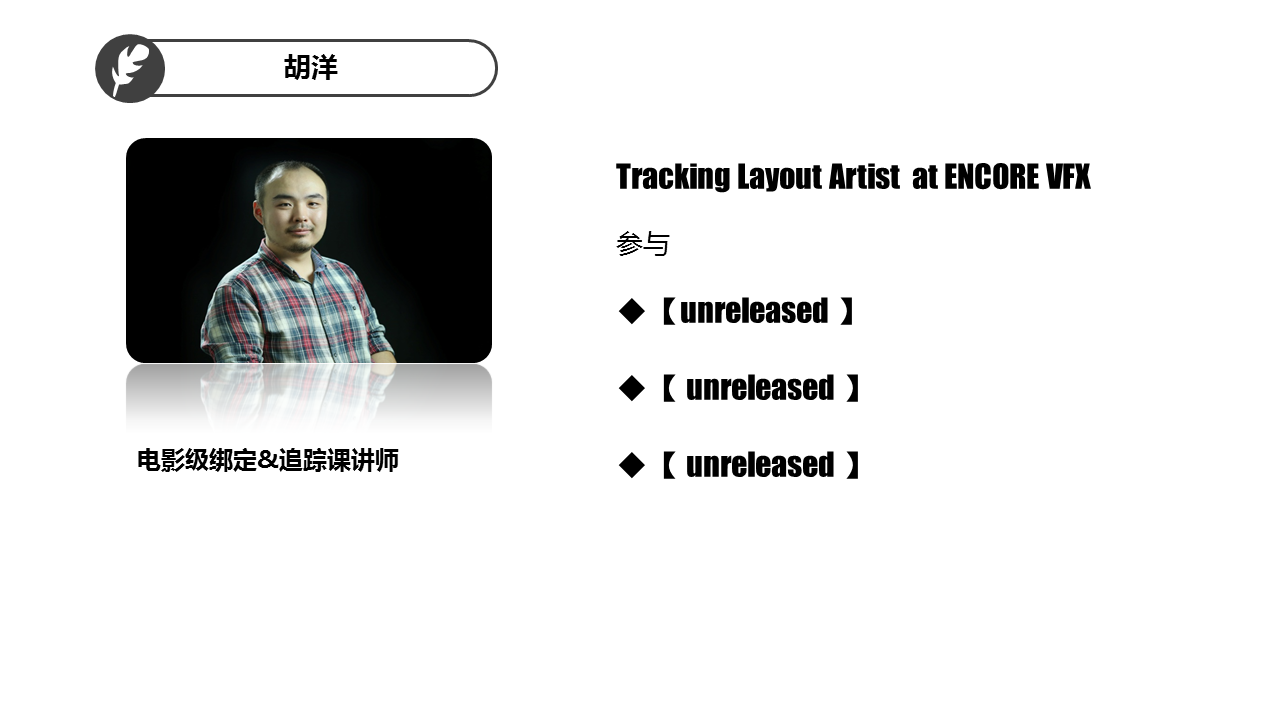 胡洋
电影级绑定&追踪课讲师
Tracking Layout Artist at ENCORE VFX
参与
◆【unreleased 】
◆【 unreleased 】
◆【 unreleased 】